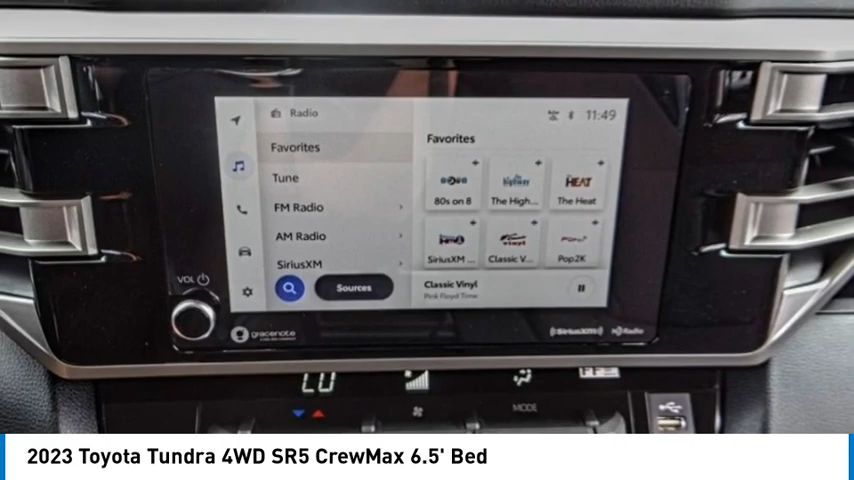 Radio
11:49
Favorites
Tune
FM Radio
AM Radio
SiriusXM
Sources
Favorites
80s on 8
The High...
The Heat
SiriusXM ...
Classic V...
Pop2K
Classic Vinyl
Pink Floyd Time
VOL
gracenote
SiriusXM
HD Radio
LO
MODE
2023 Toyota Tundra 4WD SR5 CrewMax 6.5' Bed